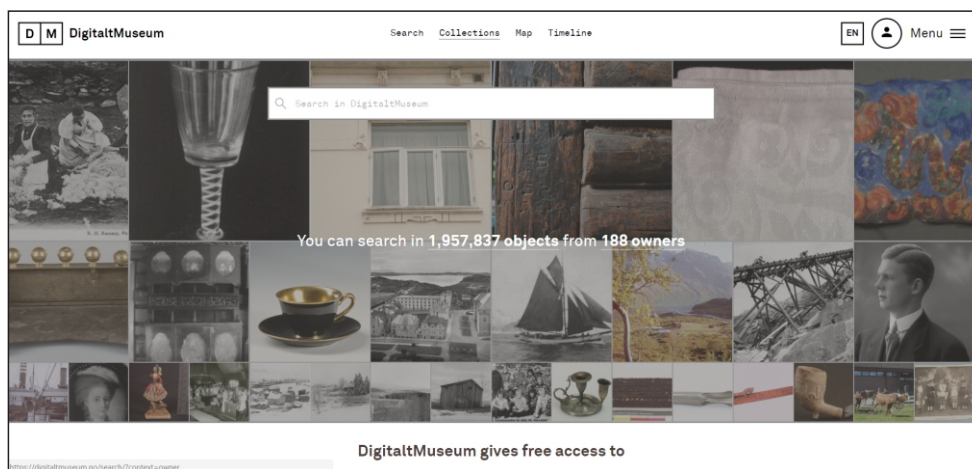 D M DigitaltMuseum
Search Collections Map Timeline
EN
Menu
Search in DigitaltMuseum
You can search in 1,957,837 objects from 188 owners
DigitaltMuseum gives free access to
https://digitaltmuseum.no/search/?context=owner